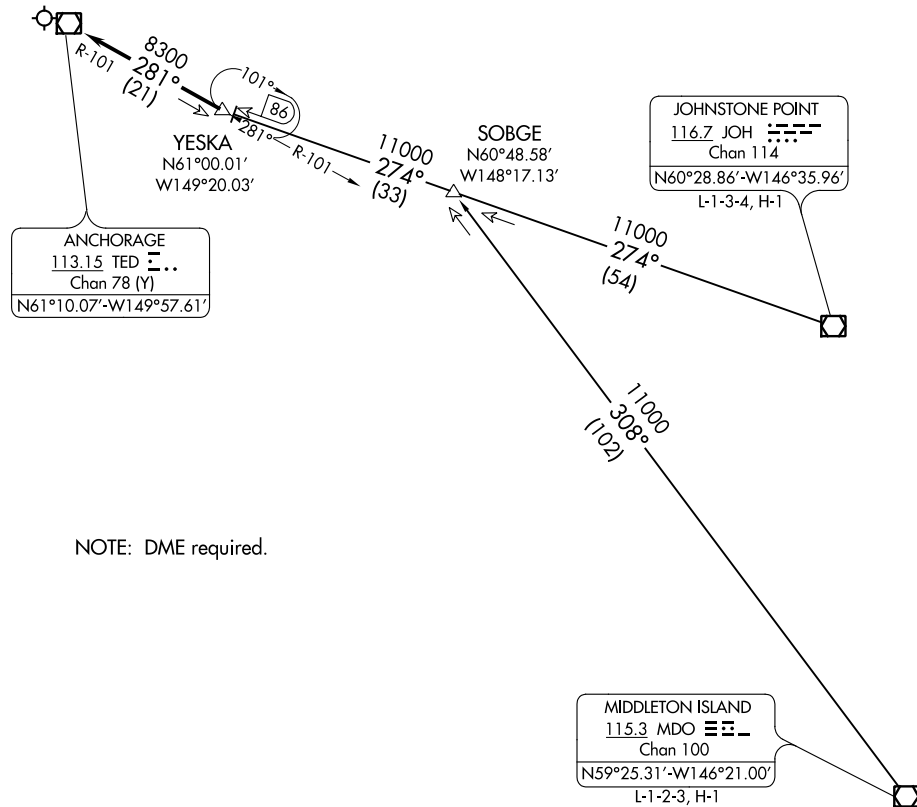 R-101
8300
281°
(21)
101°
86
281°
R-101
YESKA
N61°00.01'
W149°20.03'
11000
274°
(33)
SOBGE
N60°48.58'
W148°17.13'
JOHNSTONE POINT
116.7 JOH
Chan 114
N60°28.86'-W146°35.96'
L-1-3-4, H-1
ANCHORAGE
113.15 TED
Chan 78 (Y)
N61°10.07'-W149°57.61'
11000
274°
(54)
11000
308°
(102)
NOTE: DME required.
MIDDLETON ISLAND
115.3 MDO
Chan 100
N59°25.31'-W146°21.00'
L-1-2-3, H-1